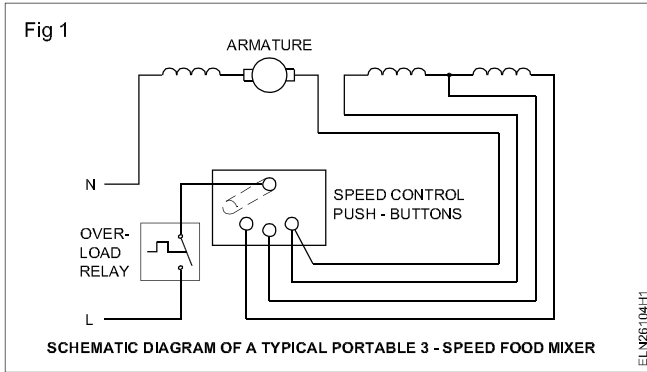 Fig 1
ARMATURE
N
SPEED CONTROL
PUSH - BUTTONS
OVER-
LOAD
RELAY
L
ELN26104H1
SCHEMATIC DIAGRAM OF A TYPICAL PORTABLE 3 - SPEED FOOD MIXER